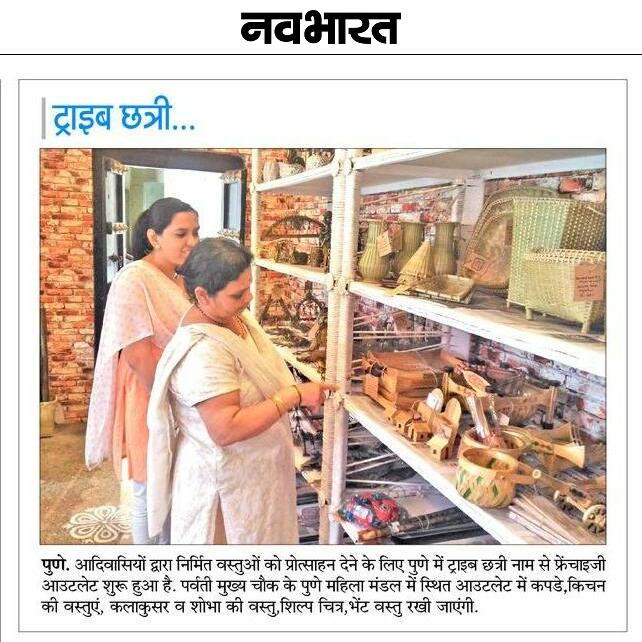 नवभारत
ट्राइब छत्री...
पुणे. आदिवासियों द्वारा निर्मित वस्तुओं को प्रोत्साहन देने के लिए पुणे में ट्राइब छत्री नाम से फ्रेंचाइजी
आउटलेट शुरू हुआ है. पर्वती मुख्य चौक के पुणे महिला मंडल में स्थित आउटलेट में कपडे,किचन
की वस्तुएं, कलाकुसर व शोभा की वस्तु,शिल्प चित्र,भेंट वस्तु रखी जाएंगी.